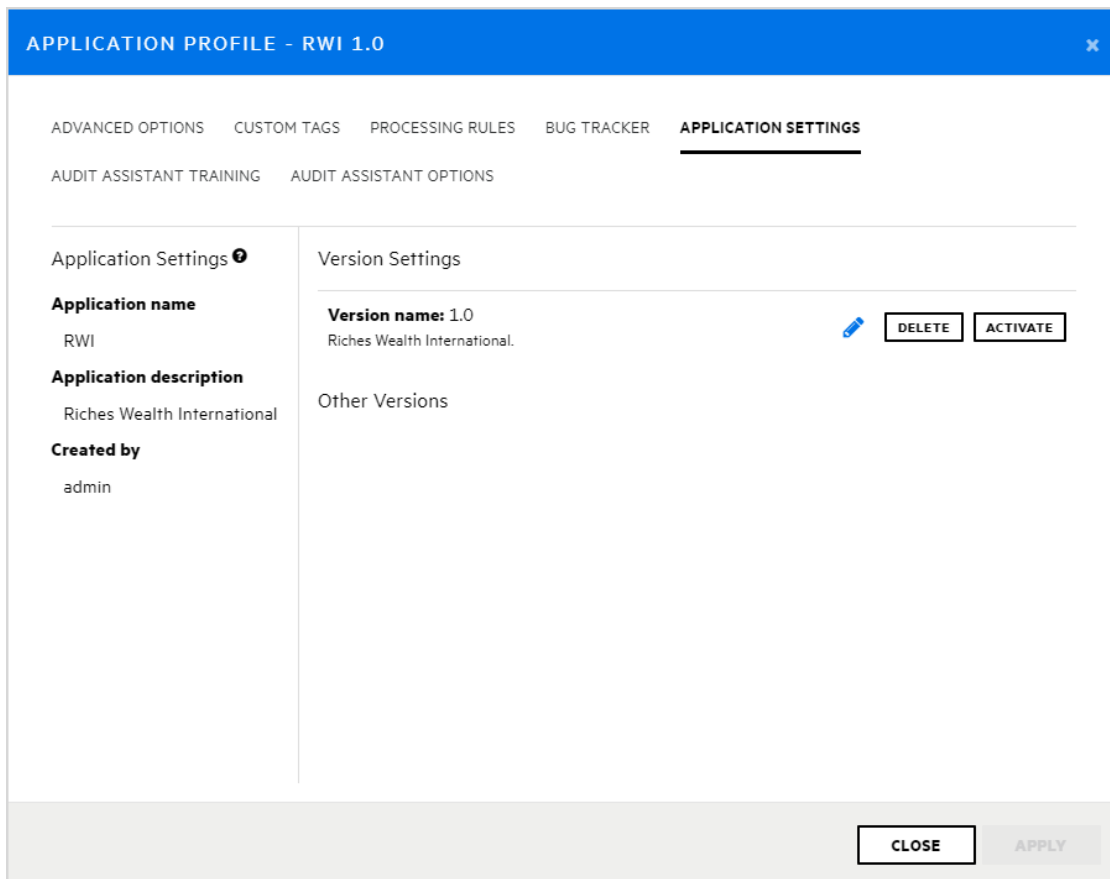 APPLICATION PROFILE - RWI 1.0
ADVANCED OPTIONS CUSTOM TAGS PROCESSING RULES BUG TRACKER APPLICATION SETTINGS
AUDIT ASSISTANT TRAINING AUDIT ASSISTANT OPTIONS
Application Settings
Application name
RWI
Application description
Riches Wealth International
Created by
admin
Version Settings
Version name: 1.0
Riches Wealth International.
DELETE ACTIVATE
Other Versions
CLOSE APPLY